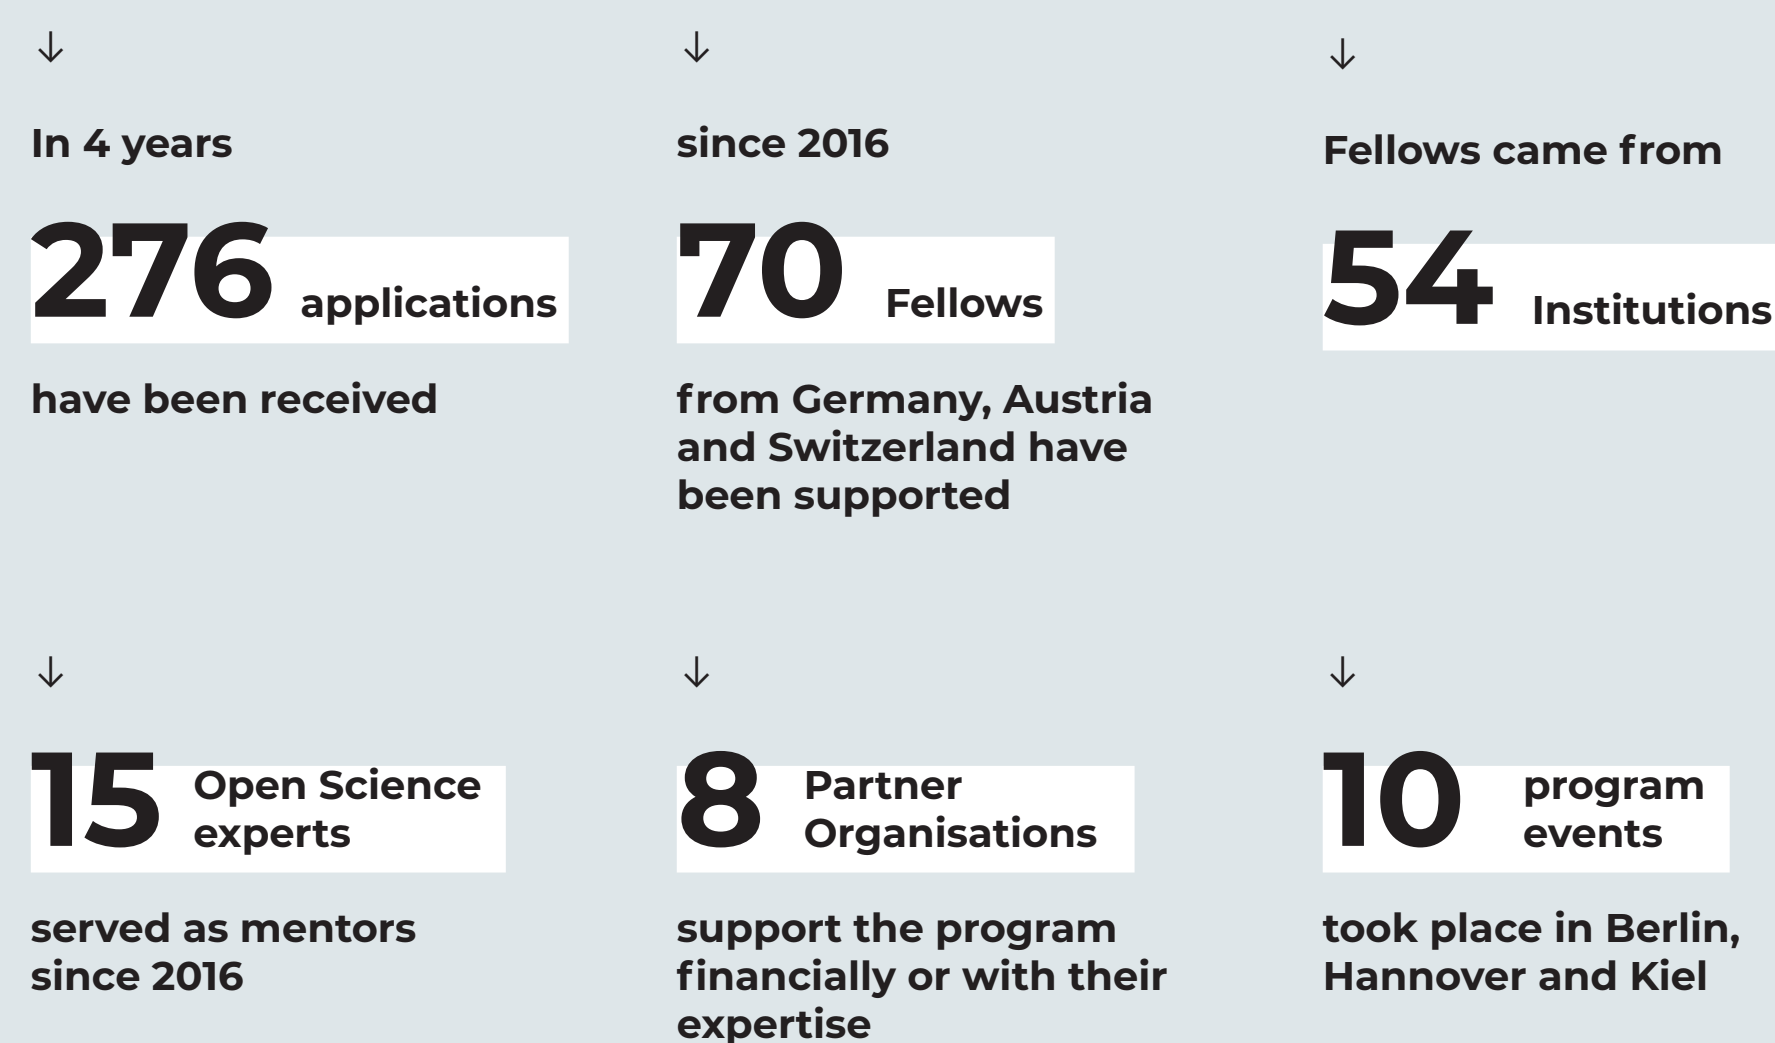 ↓
In 4 years
276 applications
have been received
↓
since 2016
70 Fellows
from Germany, Austria
and Switzerland have
been supported
↓
Fellows came from
54 Institutions
↓
15 Open Science
experts
served as mentors
since 2016
↓
8 Partner
Organisations
support the program
financially or with their
expertise
↓
10 program
events
took place in Berlin,
Hannover and Kiel